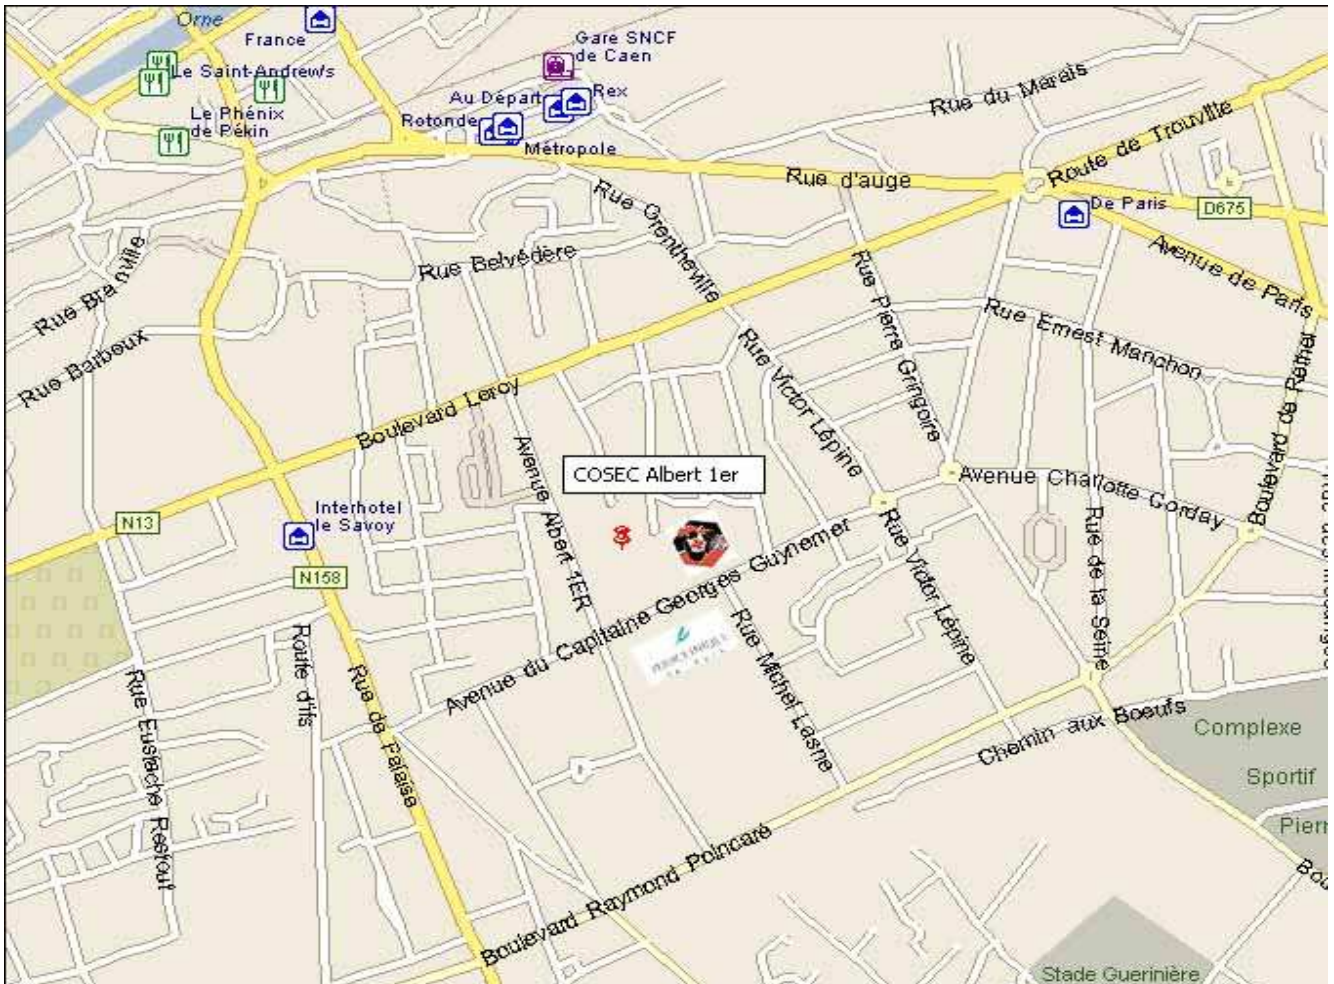 Orne
France
Gare SNCF
de Caen
Le Saint-Andrews
Au Départ
Rex
Rue du Marais
Le Phénix
de Pékin
Rotonde
Métropole
Route de Trouville
Rue d'auge
De Paris
D675
Rue Grentheville
Rue Belvédère
Avenue de Paris
Rue Branville
Rue Pierre Gringoire
Rue Ernest Manchon
Rue Barboux
Rue Victor Lépine
Boulevard de Rethel
Boulevard Leroy
COSEC Albert 1er
Avenue Charlotte Corday
Avenue Albert 1ER
Interhotel
le Savoy
N13
N158
Rue Victor Lépine
Rue de la Seine
Avenue du Capitaine Georges Guynemer
Rue Michel Lasne
Route d'ifs
Rue de Falaise
Rue Eustache Restout
Chemin aux Boeufs
Complexe
Sportif
Pierr
Boulevard Raymond Poincaré
Bou
Stade Guerinière